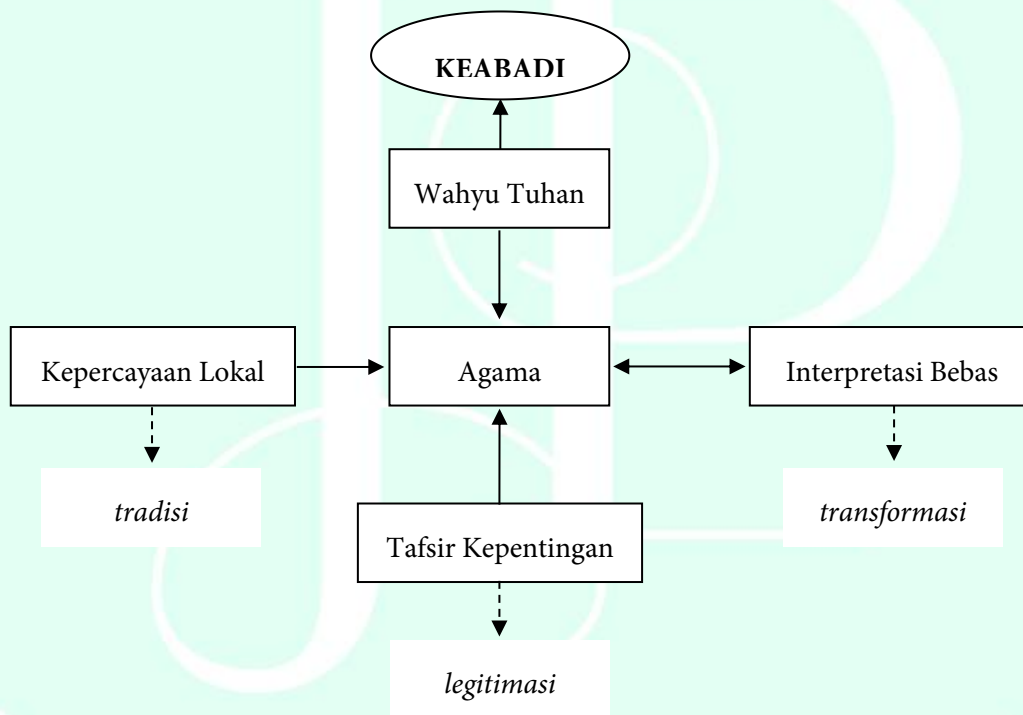 KEABADI
Wahyu Tuhan
Kepercayaan Lokal
Agama
Interpretasi Bebas
tradisi
transformasi
Tafsir Kepentingan
legitimasi